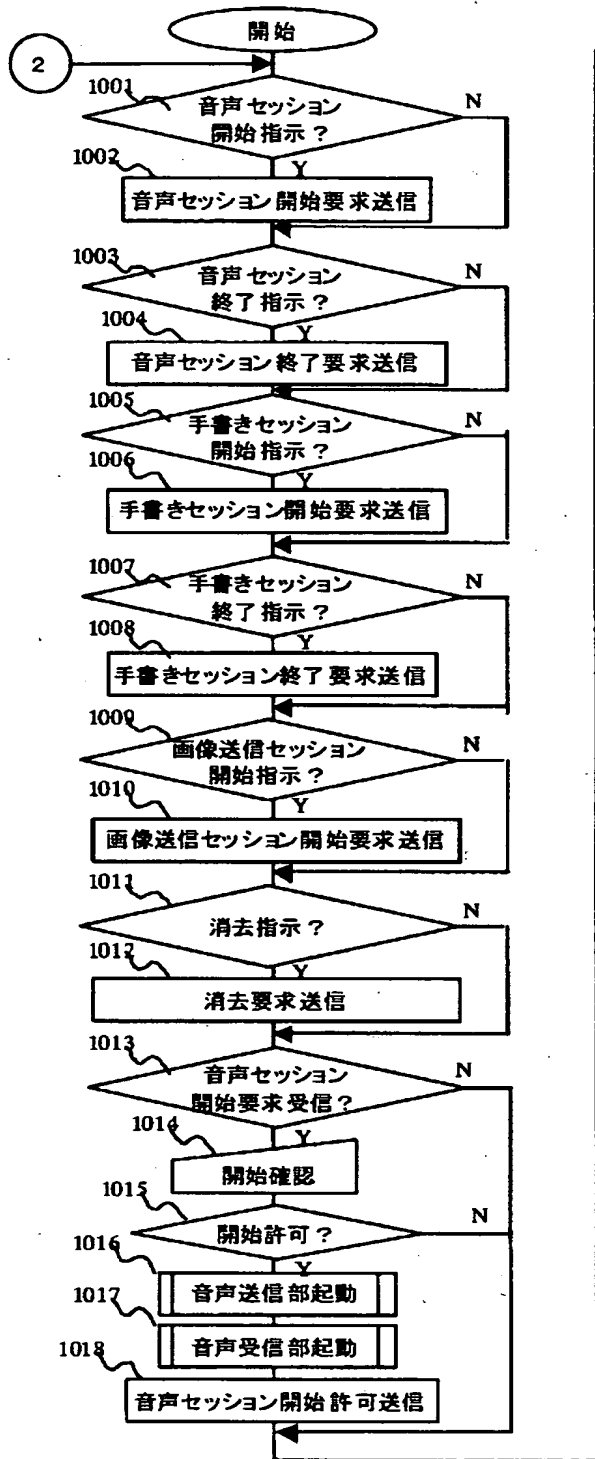 開始
2
1001
音声セッション
開始指示?
N
Y
1002
音声セッション開始要求送信
1003
音声セッション
終了指示?
N
Y
1004
音声セッション終了要求送信
1005
手書きセッション
開始指示?
N
Y
1006
手書きセッション開始要求送信
1007
手書きセッション
終了指示?
N
Y
1008
手書きセッション終了要求送信
1009
画像送信セッション
開始指示?
N
Y
1010
画像送信セッション開始要求送信
1011
消去指示?
N
Y
1012
消去要求送信
1013
音声セッション
開始要求受信?
N
Y
1014
開始確認
1015
開始許可?
N
Y
1016
音声送信部起動
1017
音声受信部起動
1018
音声セッション開始許可送信